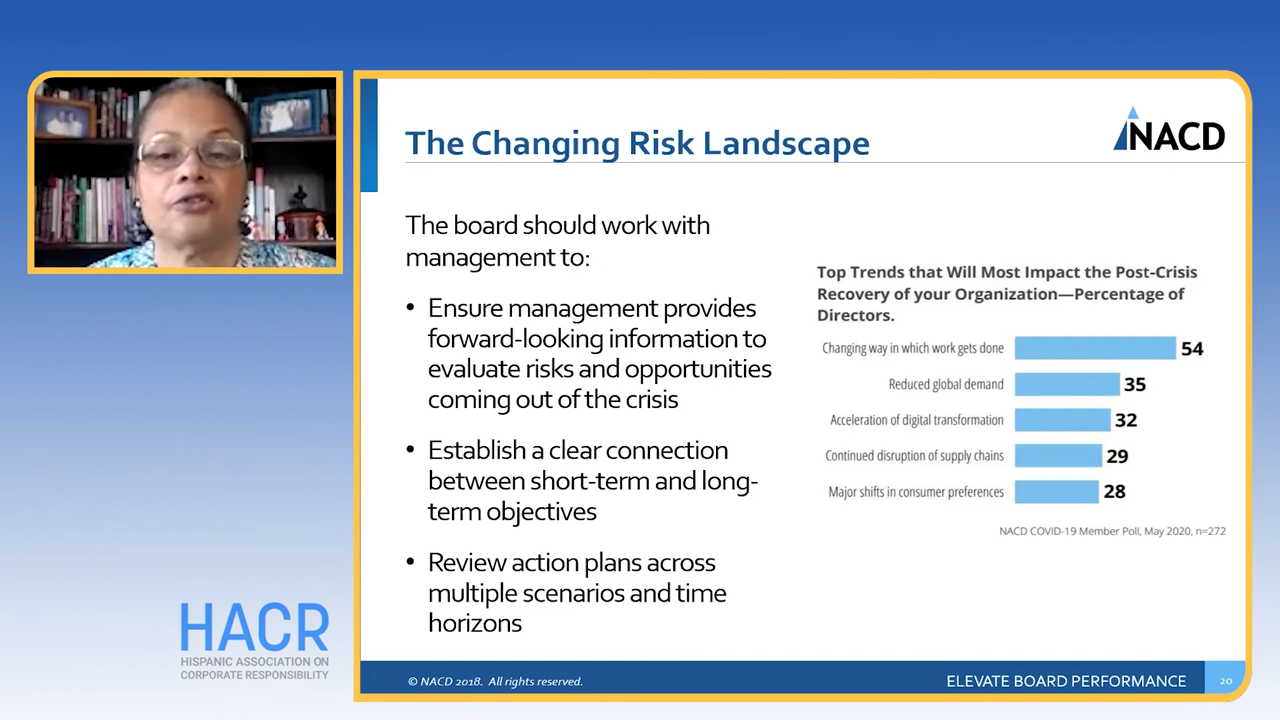 The Changing Risk Landscape
NACD
The board should work with
management to:
• Ensure management provides
forward-looking information to
evaluate risks and opportunities
coming out of the crisis
• Establish a clear connection
between short-term and long-
term objectives
• Review action plans across
multiple scenarios and time
horizons
Top Trends that Will Most Impact the Post-Crisis
Recovery of your Organization—Percentage of
Directors.
Changing way in which work gets done 54
Reduced global demand 35
Acceleration of digital transformation 32
Continued disruption of supply chains 29
Major shifts in consumer preferences 28
NACD COVID-19 Member Poll, May 2020, n=272
HACR
HISPANIC ASSOCIATION ON
CORPORATE RESPONSIBILITY
© NACD 2018. All rights reserved.
ELEVATE BOARD PERFORMANCE
20